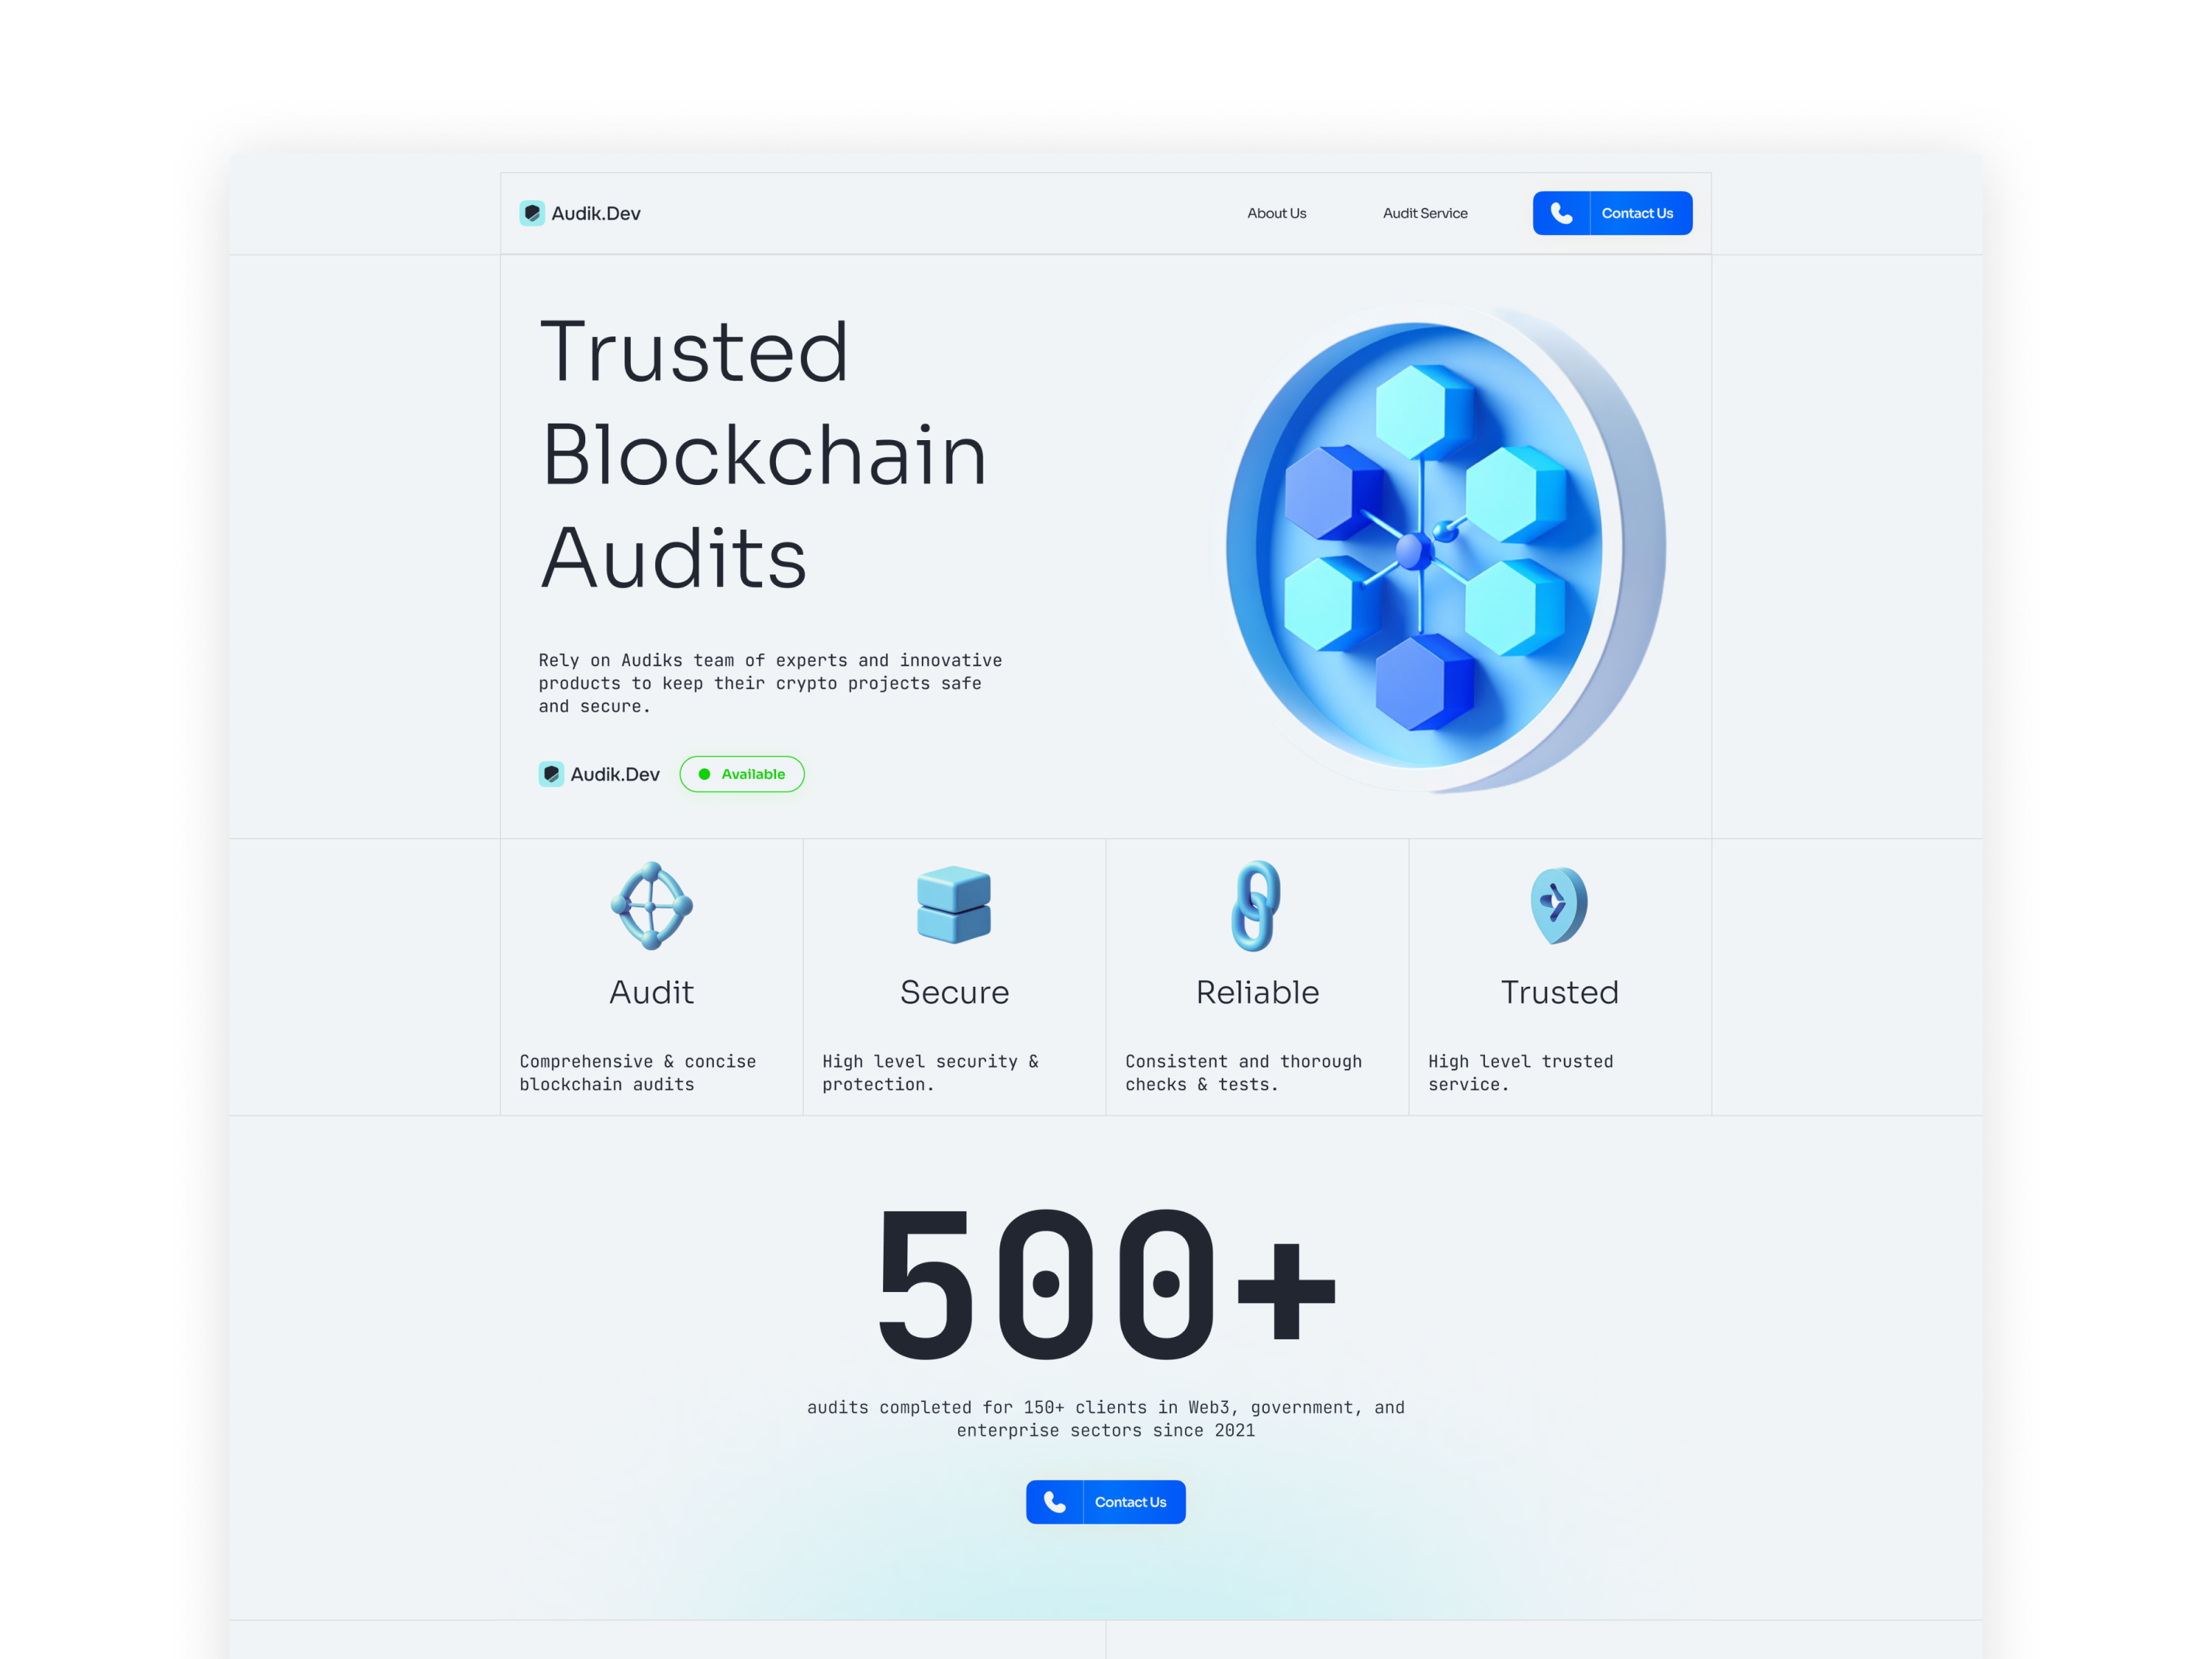 Audik.Dev
About Us
Audit Service
Contact Us
Trusted
Blockchain
Audits
Rely on Audiks team of experts and innovative
products to keep their crypto projects safe
and secure.
Audik.Dev
Available
Audit
Comprehensive & concise
blockchain audits
Secure
High level security &
protection.
Reliable
Consistent and thorough
checks & tests.
Trusted
High level trusted
service.
500+
audits completed for 150+ clients in Web3, government, and
enterprise sectors since 2021
Contact Us